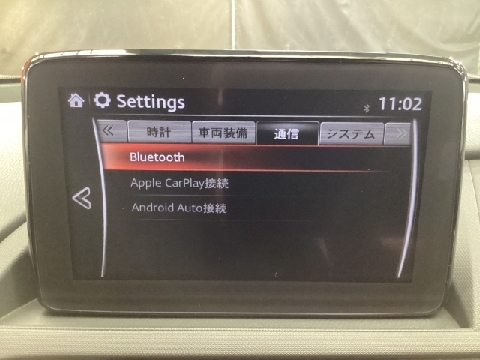 Settings 11:02
時計 車両装備 通信 システム
Bluetooth
Apple CarPlay接続
Android Auto接続